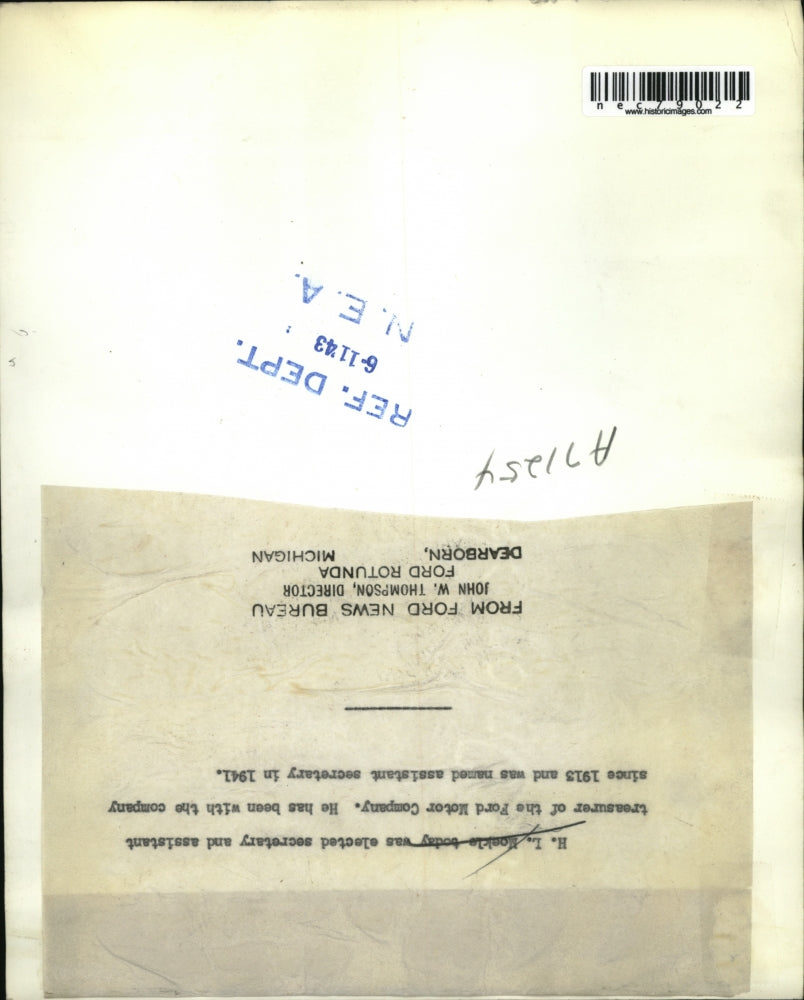 nec79022
www.historicimages.com
H. L. Moekle today was elected secretary and assistant
treasurer of the Ford Motor Company. He has been with the company
since 1913 and was named assistant secretary in 1941.
FROM FORD NEWS BUREAU
JOHN W. THOMPSON, DIRECTOR
FORD ROTUNDA
DEARBORN, MICHIGAN
A71254
REF. DEPT.
6-11'43
N. E. A.